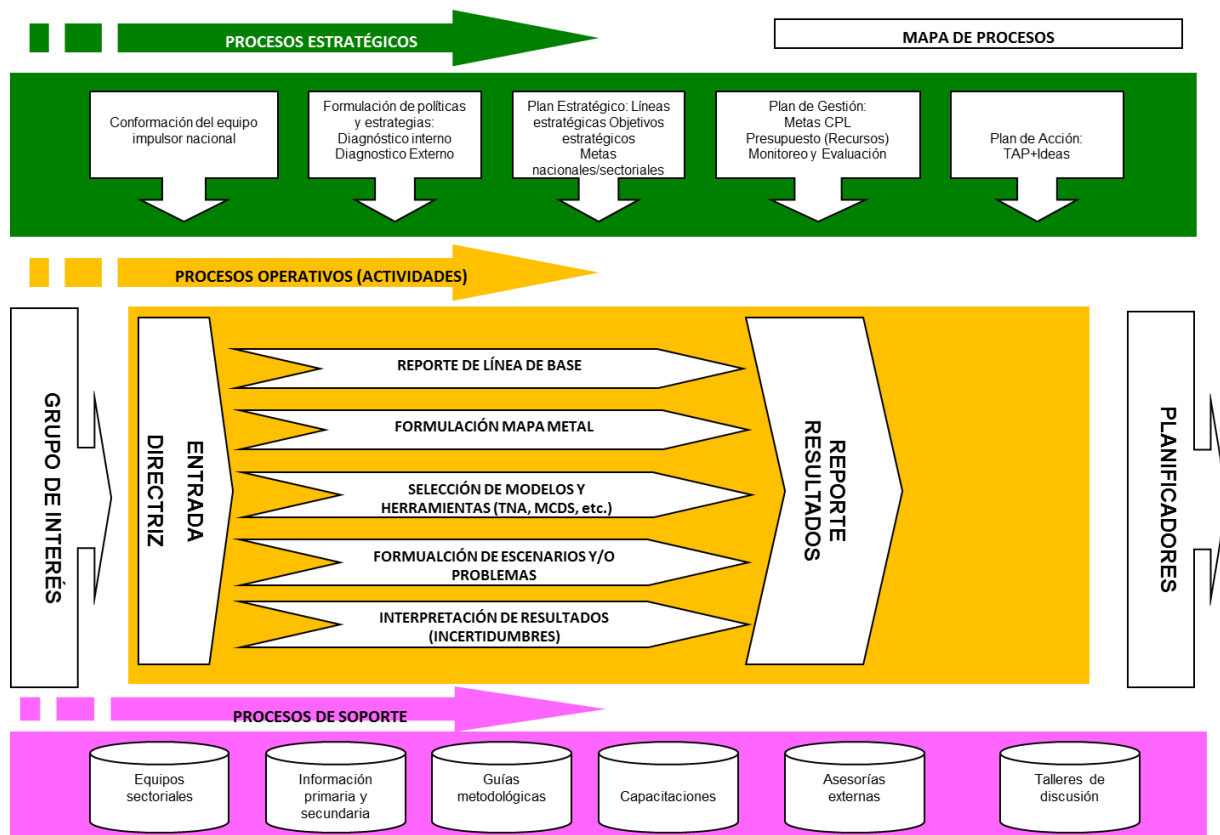 PROCESOS ESTRATÉGICOS
MAPA DE PROCESOS
Conformación del equipo
impulsor nacional
Formulación de políticas
y estrategias:
Diagnóstico interno
Diagnostico Externo
Plan Estratégico: Líneas
estratégicas Objetivos
estratégicos
Metas
nacionales/sectoriales
Plan de Gestión:
Metas CPL
Presupuesto (Recursos)
Monitoreo y Evaluación
Plan de Acción:
TAP+Ideas
PROCESOS OPERATIVOS (ACTIVIDADES)
GRUPO DE INTERÉS
ENTRADA
DIRECTRIZ
REPORTE DE LÍNEA DE BASE
FORMULACIÓN MAPA METAL
SELECCIÓN DE MODELOS Y
HERRAMIENTAS (TNA, MCDS, etc.)
FORMUALCIÓN DE ESCENARIOS Y/O
PROBLEMAS
INTERPRETACIÓN DE RESULTADOS
(INCERTIDUMBRES)
REPORTE
RESULTADOS
PLANIFICADORES
PROCESOS DE SOPORTE
Equipos
sectoriales
Información
primaria y
secundaria
Guías
metodológicas
Capacitaciones
Asesorías
externas
Talleres de
discusión